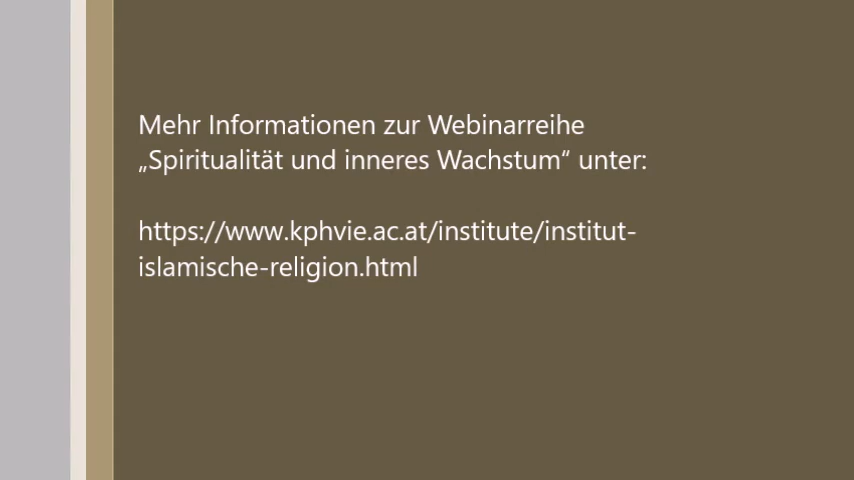 Mehr Informationen zur Webinarreihe
„Spiritualität und inneres Wachstum“ unter:
https://www.kphvie.ac.at/institute/institut-
islamische-religion.html